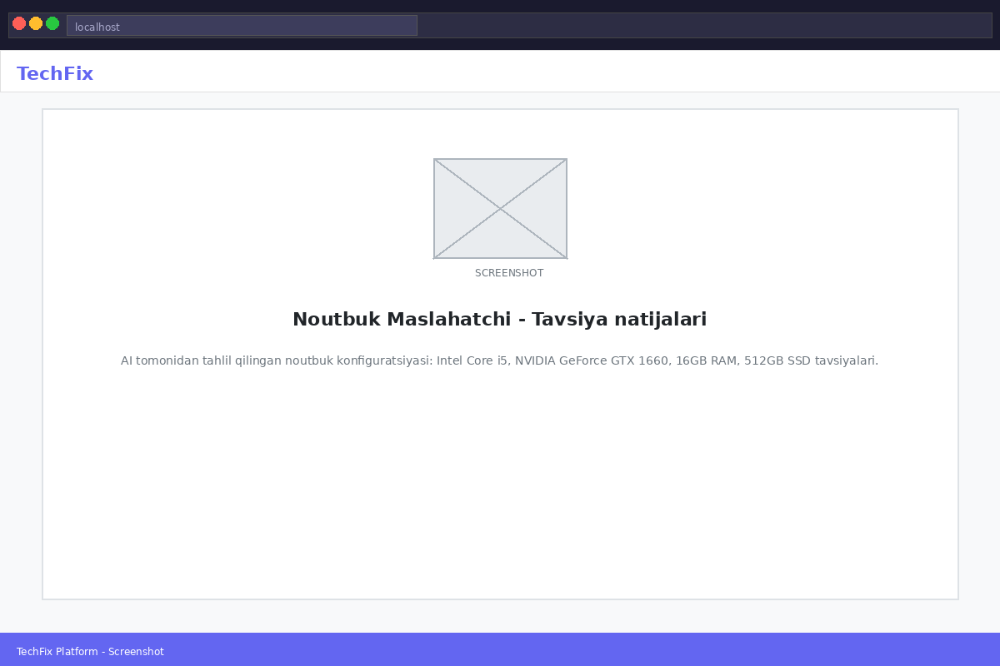 localhost
TechFix
SCREENSHOT
Noutbuk Maslahatchi - Tavsiya natijalari
AI tomonidan tahlil qilingan noutbuk konfiguratsiyasi: Intel Core i5, NVIDIA GeForce GTX 1660, 16GB RAM, 512GB SSD tavsiyalari.
TechFix Platform - Screenshot